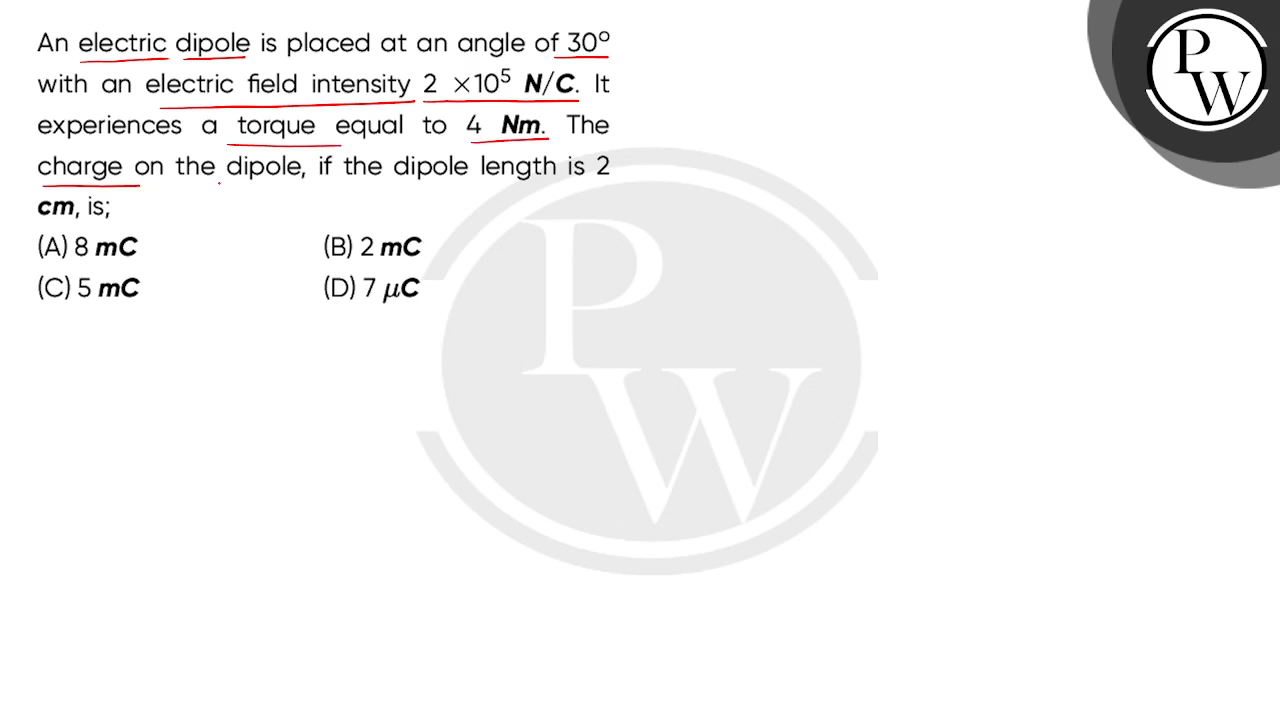 An electric dipole is placed at an angle of 30°
with an electric field intensity 2 ×10⁵ N/C. It
experiences a torque equal to 4 Nm. The
charge on the dipole, if the dipole length is 2
cm, is;
(A) 8 mC (B) 2 mC
(C) 5 mC (D) 7 μC
P
W
P
W